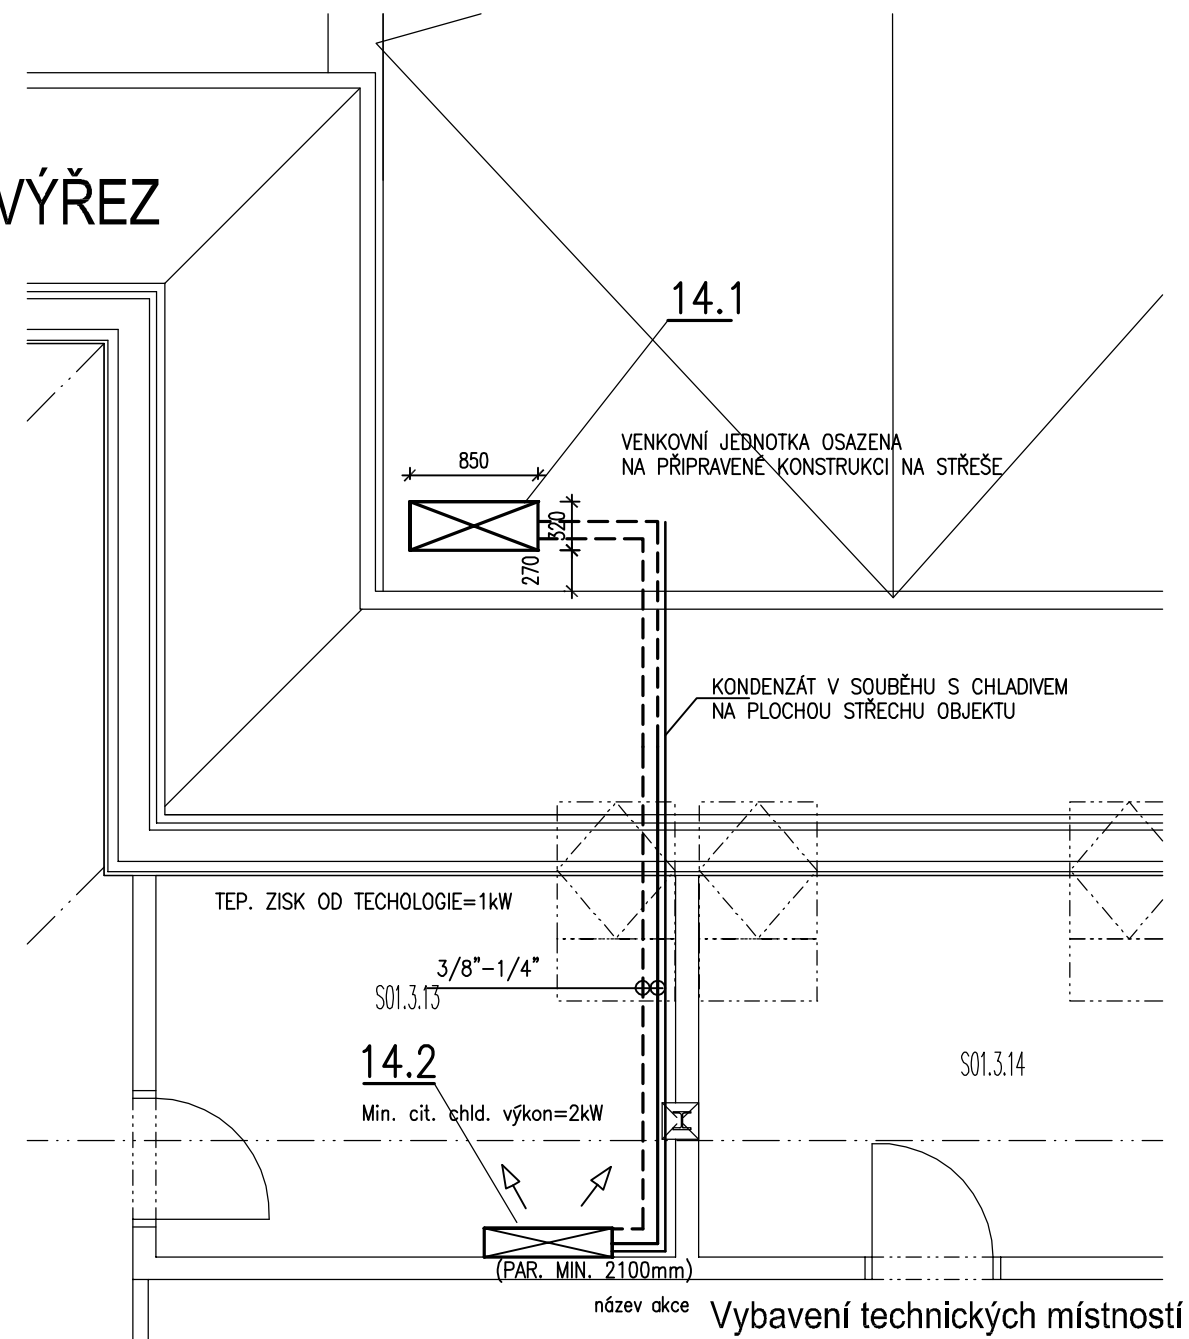 VÝŘEZ
14.1
VENKOVNÍ JEDNOTKA OSAZENA
NA PŘIPRAVENÉ KONSTRUKCI NA STŘEŠE
850
320
270
KONDENZÁT V SOUBĚHU S CHLADIVEM
NA PLOCHOU STŘECHU OBJEKTU
TEP. ZISK OD TECHOLOGIE=1kW
3/8"-1/4"
S01.3.13
14.2
S01.3.14
Min. cit. chld. výkon=2kW
(PAR. MIN. 2100mm)
název akce
Vybavení technických místností